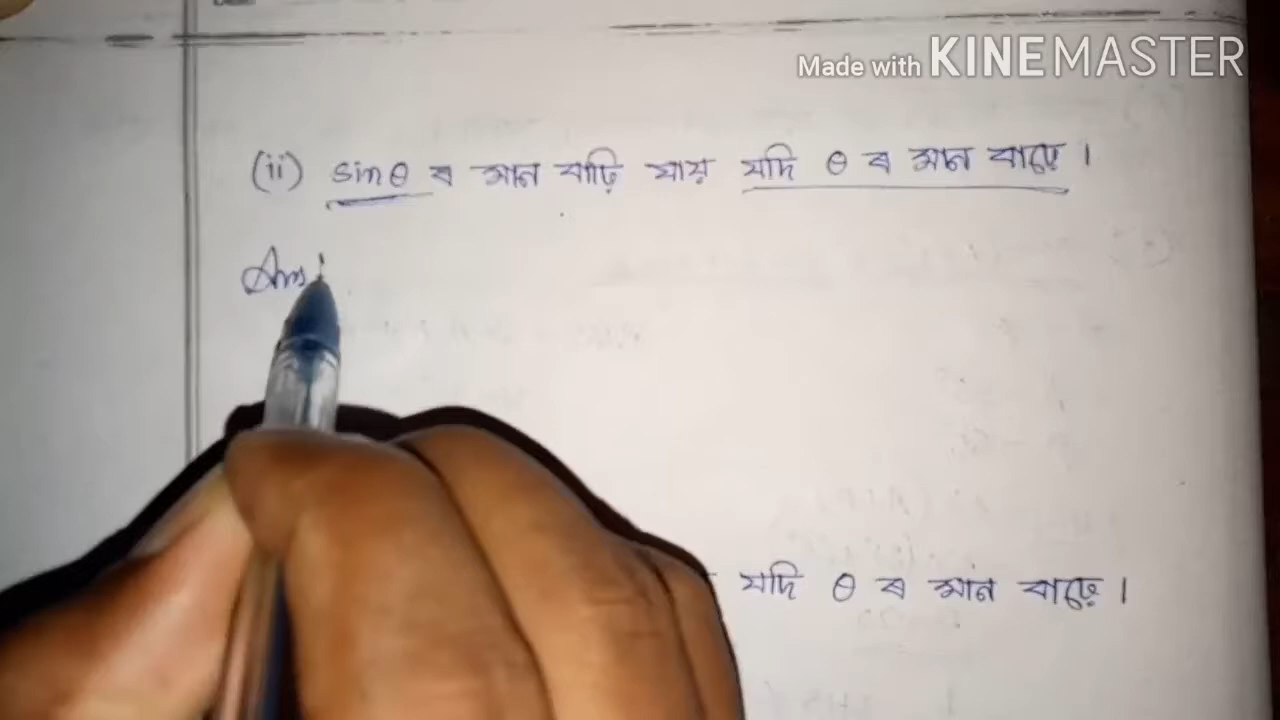 Made with KINEMASTER
(ii) sinθ ৰ মান বাঢ়ি যায় যদি θ ৰ মান বাঢ়ে।
Ans:
যদি θ ৰ মান বাঢ়ে।